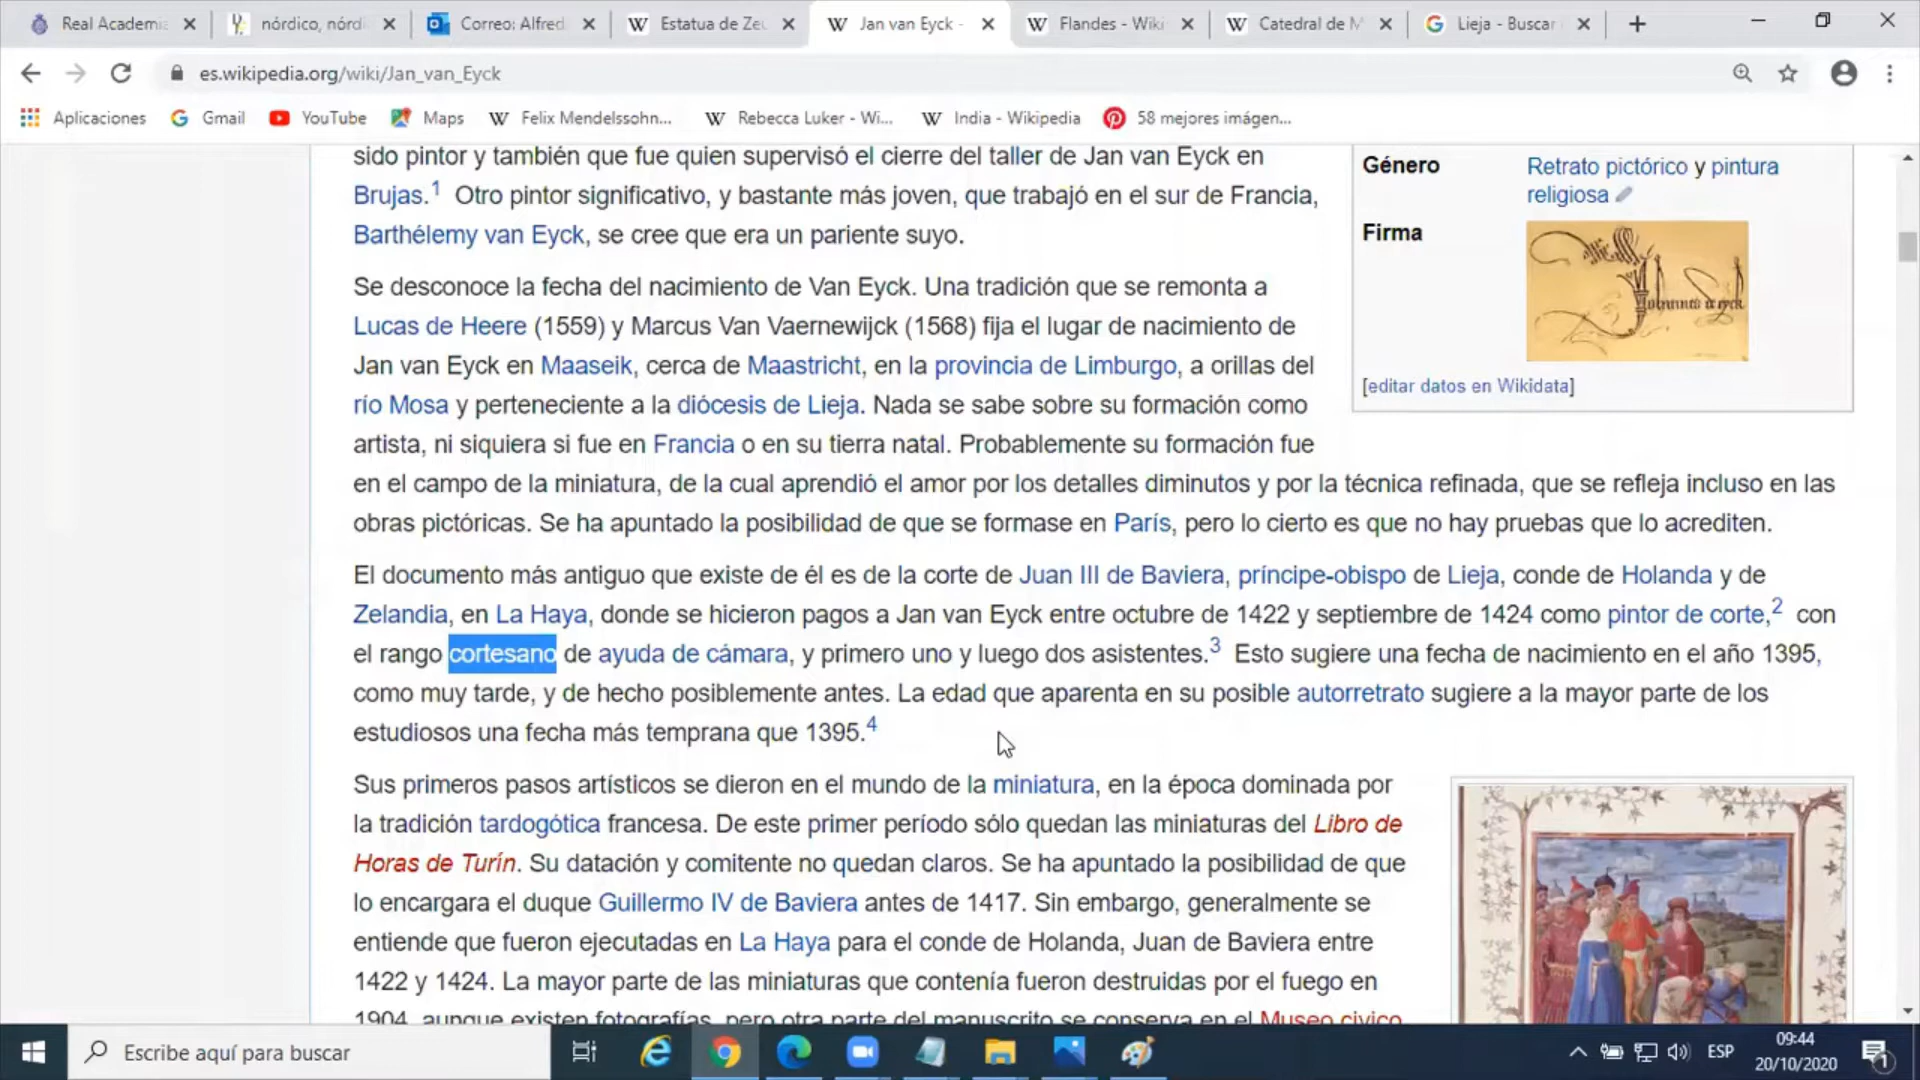 Real Academia
nórdico, nórdi
Correo: Alfred
Estatua de Zeu
Jan van Eyck -
Flandes - Wiki
Catedral de M
Lieja - Buscar
es.wikipedia.org/wiki/Jan_van_Eyck
Aplicaciones
Gmail
YouTube
Maps
Felix Mendelssohn...
Rebecca Luker - Wi...
India - Wikipedia
58 mejores imágen...
sido pintor y también que fue quien supervisó el cierre del taller de Jan van Eyck en
Brujas.1 Otro pintor significativo, y bastante más joven, que trabajó en el sur de Francia,
Barthélemy van Eyck, se cree que era un pariente suyo.
Género
Retrato pictórico y pintura
religiosa
Firma
[editar datos en Wikidata]
Se desconoce la fecha del nacimiento de Van Eyck. Una tradición que se remonta a
Lucas de Heere (1559) y Marcus Van Vaernewijck (1568) fija el lugar de nacimiento de
Jan van Eyck en Maaseik, cerca de Maastricht, en la provincia de Limburgo, a orillas del
río Mosa y perteneciente a la diócesis de Lieja. Nada se sabe sobre su formación como
artista, ni siquiera si fue en Francia o en su tierra natal. Probablemente su formación fue
en el campo de la miniatura, de la cual aprendió el amor por los detalles diminutos y por la técnica refinada, que se refleja incluso en las
obras pictóricas. Se ha apuntado la posibilidad de que se formase en París, pero lo cierto es que no hay pruebas que lo acrediten.
El documento más antiguo que existe de él es de la corte de Juan III de Baviera, príncipe-obispo de Lieja, conde de Holanda y de
Zelandia, en La Haya, donde se hicieron pagos a Jan van Eyck entre octubre de 1422 y septiembre de 1424 como pintor de corte,2 con
el rango cortesano de ayuda de cámara, y primero uno y luego dos asistentes.3 Esto sugiere una fecha de nacimiento en el año 1395,
como muy tarde, y de hecho posiblemente antes. La edad que aparenta en su posible autorretrato sugiere a la mayor parte de los
estudiosos una fecha más temprana que 1395.4
Sus primeros pasos artísticos se dieron en el mundo de la miniatura, en la época dominada por
la tradición tardogótica francesa. De este primer período sólo quedan las miniaturas del Libro de
Horas de Turín. Su datación y comitente no quedan claros. Se ha apuntado la posibilidad de que
lo encargara el duque Guillermo IV de Baviera antes de 1417. Sin embargo, generalmente se
entiende que fueron ejecutadas en La Haya para el conde de Holanda, Juan de Baviera entre
1422 y 1424. La mayor parte de las miniaturas que contenía fueron destruidas por el fuego en
1904, aunque existen fotografías, pero otra parte del manuscrito se conserva en el Museo civico
Escribe aquí para buscar
ESP
09:44
20/10/2020
1